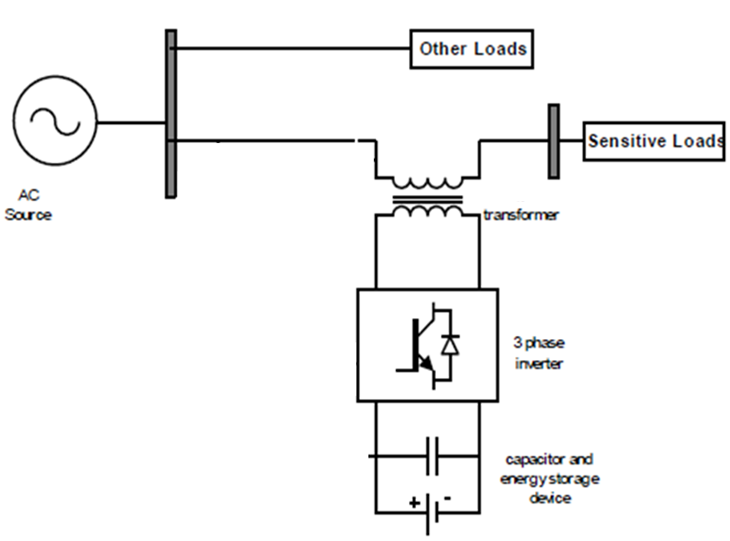 Other Loads
Sensitive Loads
AC
Source
transformer
3 phase
inverter
capacitor and
energy storage
device
+ -